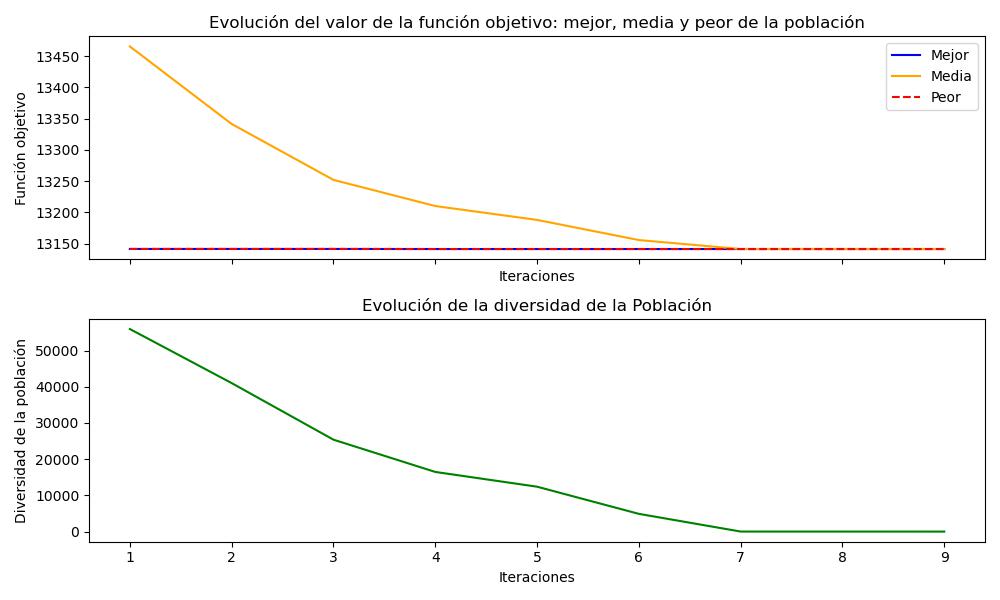 Evolución del valor de la función objetivo: mejor, media y peor de la población
Función objetivo
13450
13400
13350
13300
13250
13200
13150
Mejor
Media
Peor
Iteraciones
Evolución de la diversidad de la Población
Diversidad de la población
50000
40000
30000
20000
10000
0
1 2 3 4 5 6 7 8 9
Iteraciones